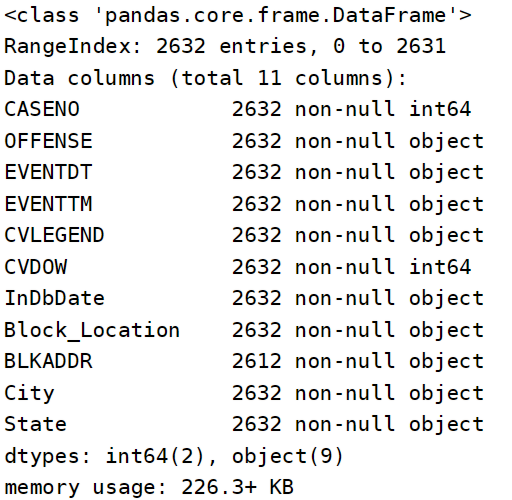 <class 'pandas.core.frame.DataFrame'>
RangeIndex: 2632 entries, 0 to 2631
Data columns (total 11 columns):
CASENO            2632 non-null int64
OFFENSE           2632 non-null object
EVENTDT           2632 non-null object
EVENTTM           2632 non-null object
CVLEGEND          2632 non-null object
CVDOW             2632 non-null int64
InDbDate          2632 non-null object
Block_Location    2632 non-null object
BLKADDR           2612 non-null object
City              2632 non-null object
State             2632 non-null object
dtypes: int64(2), object(9)
memory usage: 226.3+ KB